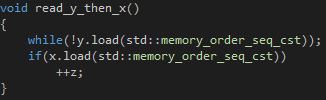 void read_y_then_x()
{
    while(!y.load(std::memory_order_seq_cst));
    if(x.load(std::memory_order_seq_cst))
        ++z;
}